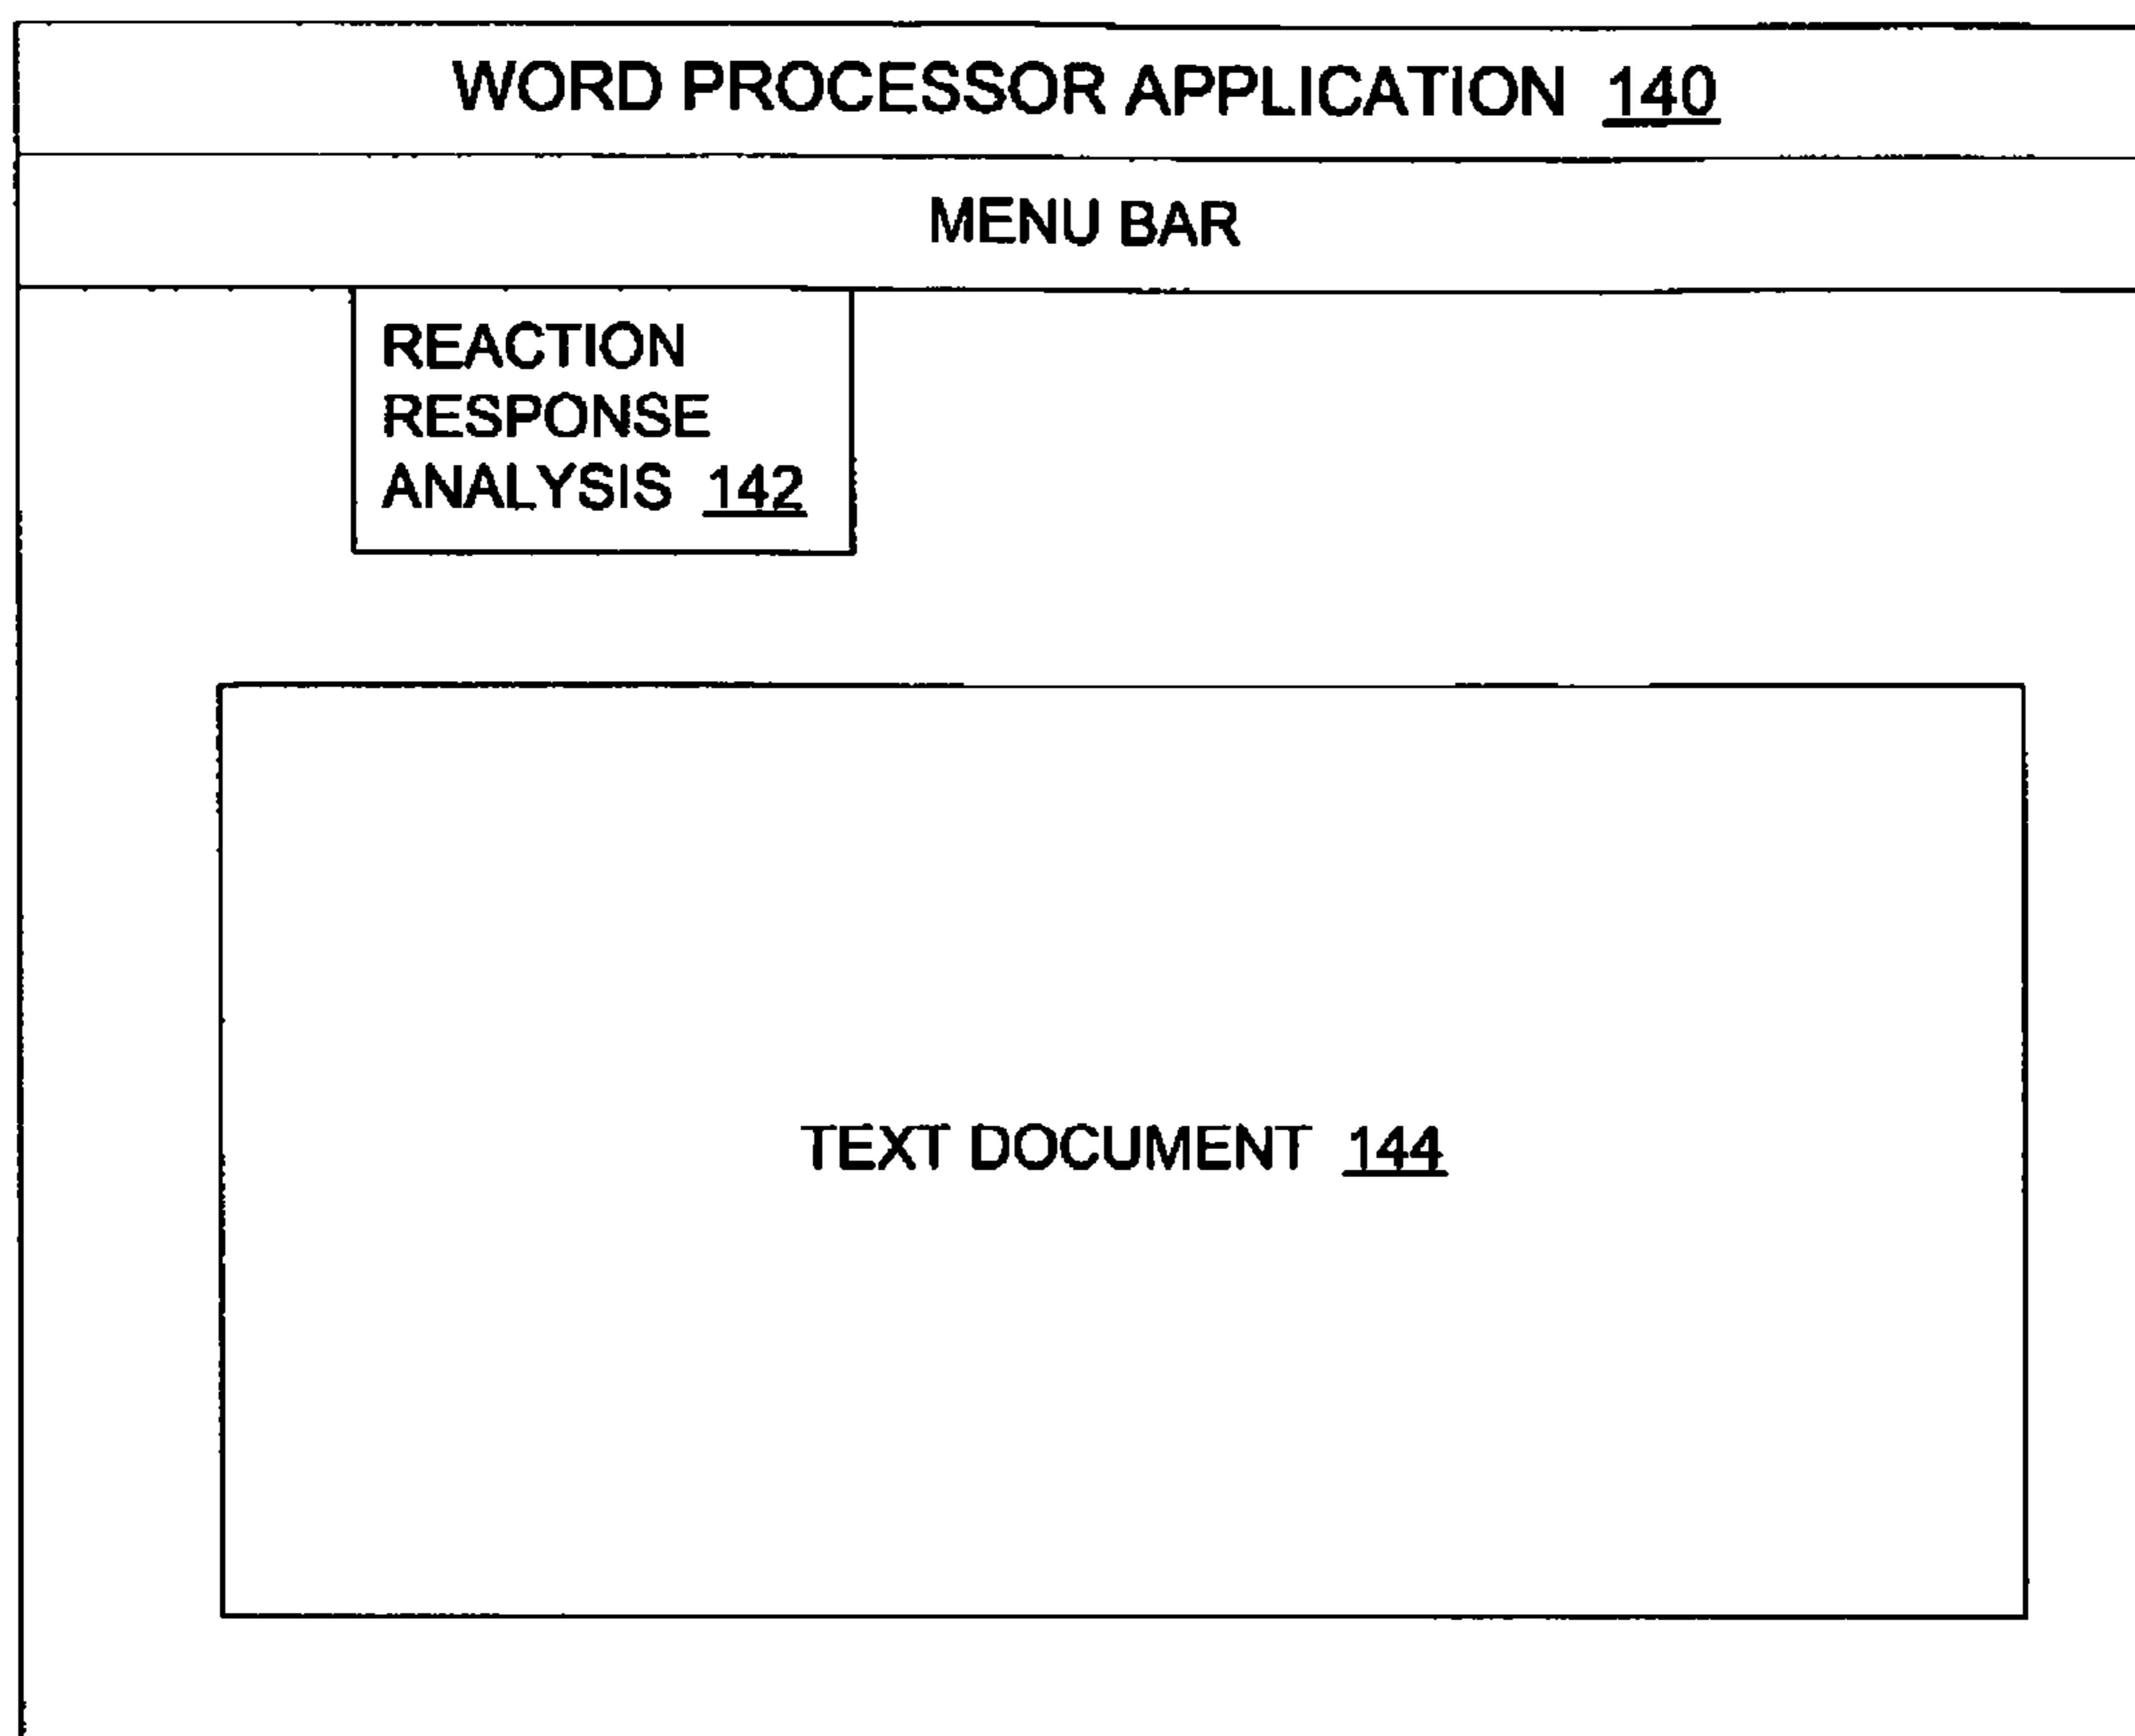 WORD PROCESSOR APPLICATION 140
MENU BAR
REACTION
RESPONSE
ANALYSIS 142
TEXT DOCUMENT 144